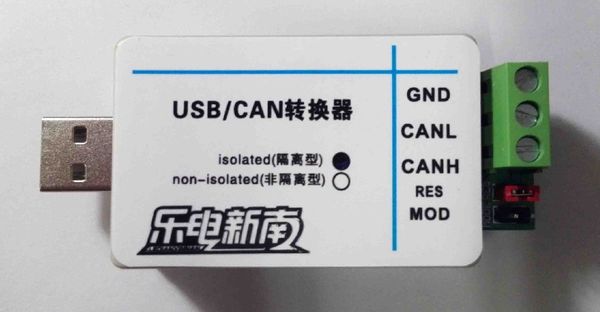 USB/CAN转换器
isolated(隔离型)
non-isolated(非隔离型)
乐电新南
GND
CANL
CANH
RES
MOD